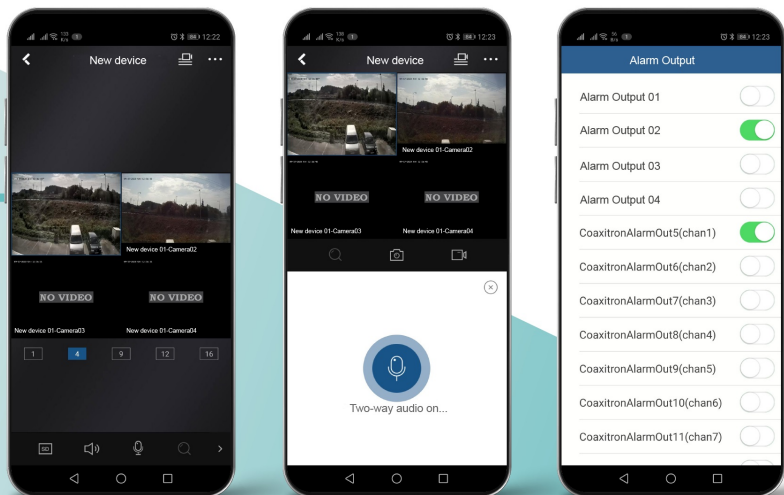 133 K/s
12:22
New device
New device 01-Camera02
NO VIDEO
NO VIDEO
New device 01-Camera03
New device 01-Camera04
1
4
9
12
16
SD
138 K/s
12:23
New device
New device 01-Camera02
NO VIDEO
NO VIDEO
New device 01-Camera03
New device 01-Camera04
Two-way audio on...
12:23
Alarm Output
Alarm Output 01
Alarm Output 02
Alarm Output 03
Alarm Output 04
CoaxitronAlarmOut5(chan1)
CoaxitronAlarmOut6(chan2)
CoaxitronAlarmOut7(chan3)
CoaxitronAlarmOut8(chan4)
CoaxitronAlarmOut9(chan5)
CoaxitronAlarmOut10(chan6)
CoaxitronAlarmOut11(chan7)